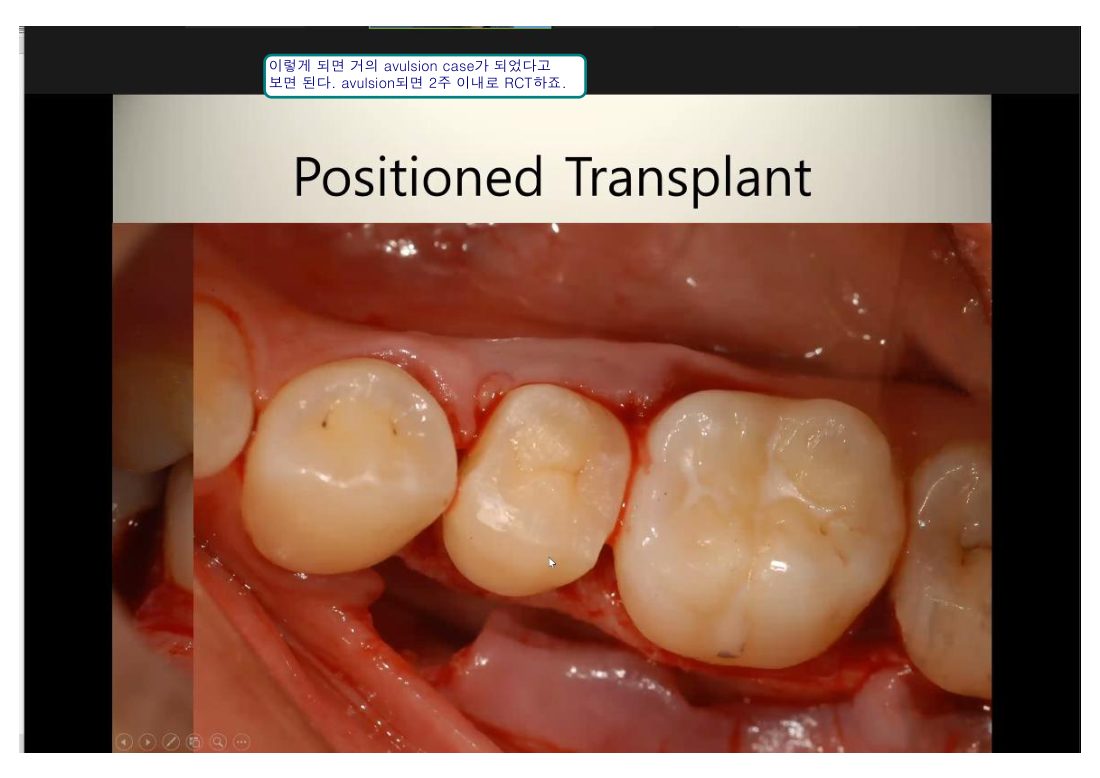 이렇게 되면 거의 avulsion case가 되었다고
보면 된다. avulsion되면 2주 이내로 RCT하죠.
Positioned Transplant